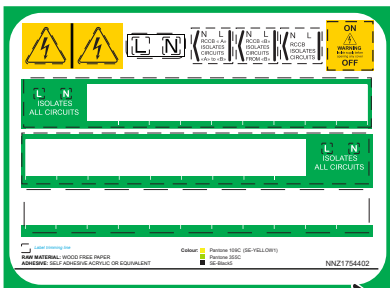 L N
N L
RCCB <A>
ISOLATES
CIRCUITS
<A> to <B>
N L
RCCB <B>
ISOLATES
CIRCUITS
FROM <B>
N L
RCCB
ISOLATES
CIRCUITS
ON
WARNING
OFF
L N
ISOLATES
ALL CIRCUITS
L N
ISOLATES
ALL CIRCUITS
Label trimming line
RAW MATERIAL: WOOD FREE PAPER
ADHESIVE: SELF ADHESIVE ACRYLIC OR EQUIVALENT
Colour: Pantone 108C (SE-YELLOW1)
Pantone 355C
SE-Black5
NNZ1754402